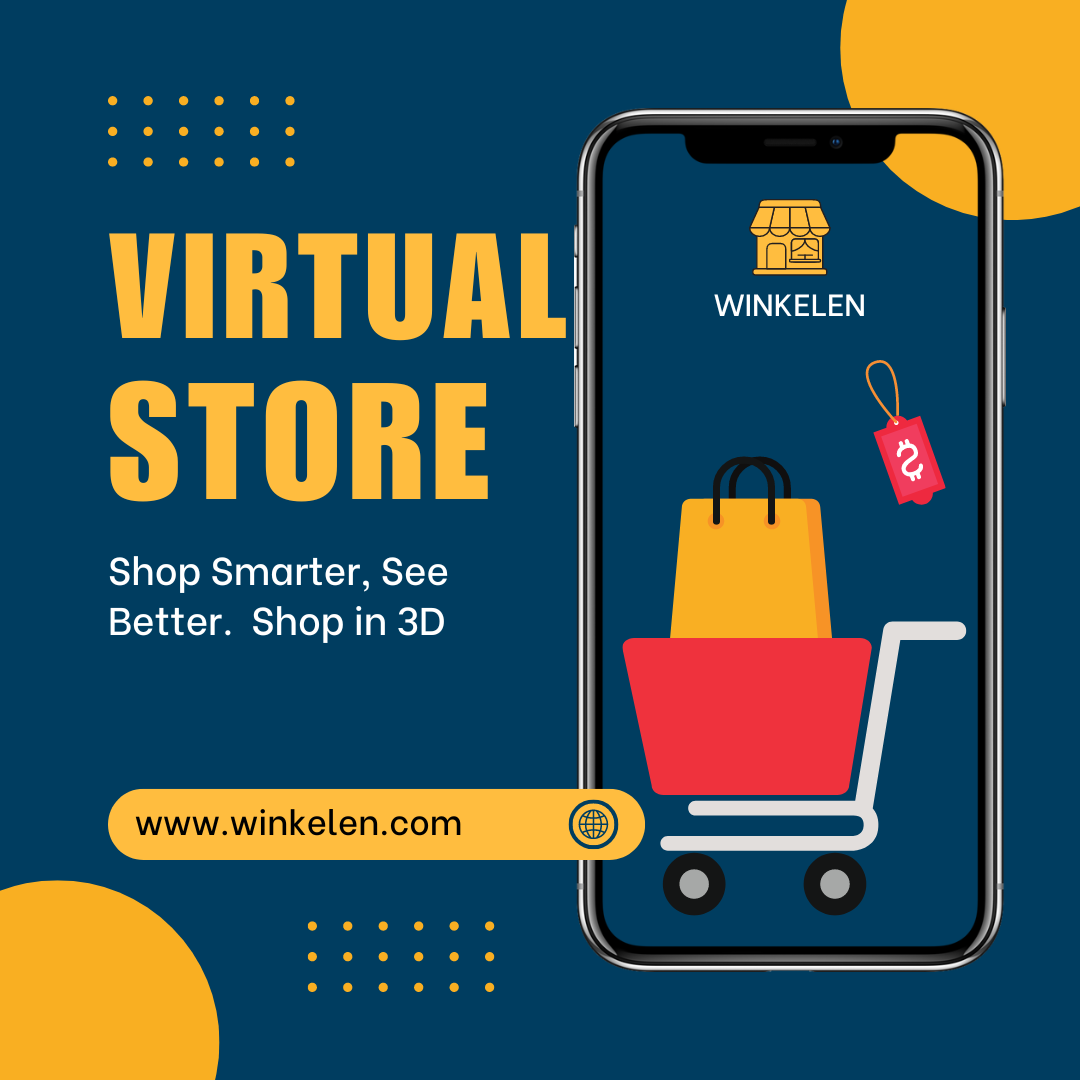 VIRTUAL
STORE
Shop Smarter, See
Better.  Shop in 3D
www.winkelen.com
WINKELEN